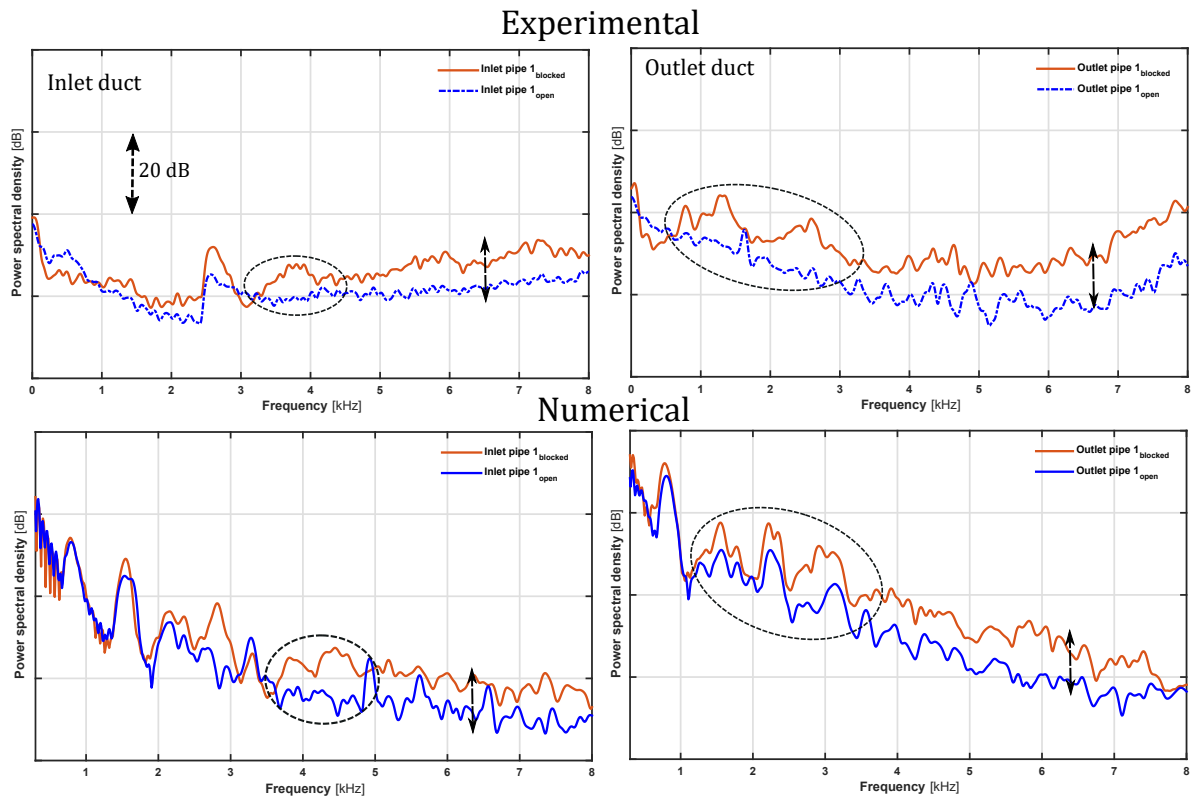 Experimental
Inlet duct
Inlet pipe 1blocked
Inlet pipe 1open
20 dB
Power spectral density [dB]
0 1 2 3 4 5 6 7 8
Frequency [kHz]
Outlet duct
Outlet pipe 1blocked
Outlet pipe 1open
Power spectral density [dB]
0 1 2 3 4 5 6 7 8
Frequency [kHz]
Numerical
Inlet pipe 1blocked
Inlet pipe 1open
Power spectral density [dB]
1 2 3 4 5 6 7 8
Frequency [kHz]
Outlet pipe 1blocked
Outlet pipe 1open
Power spectral density [dB]
1 2 3 4 5 6 7 8
Frequency [kHz]